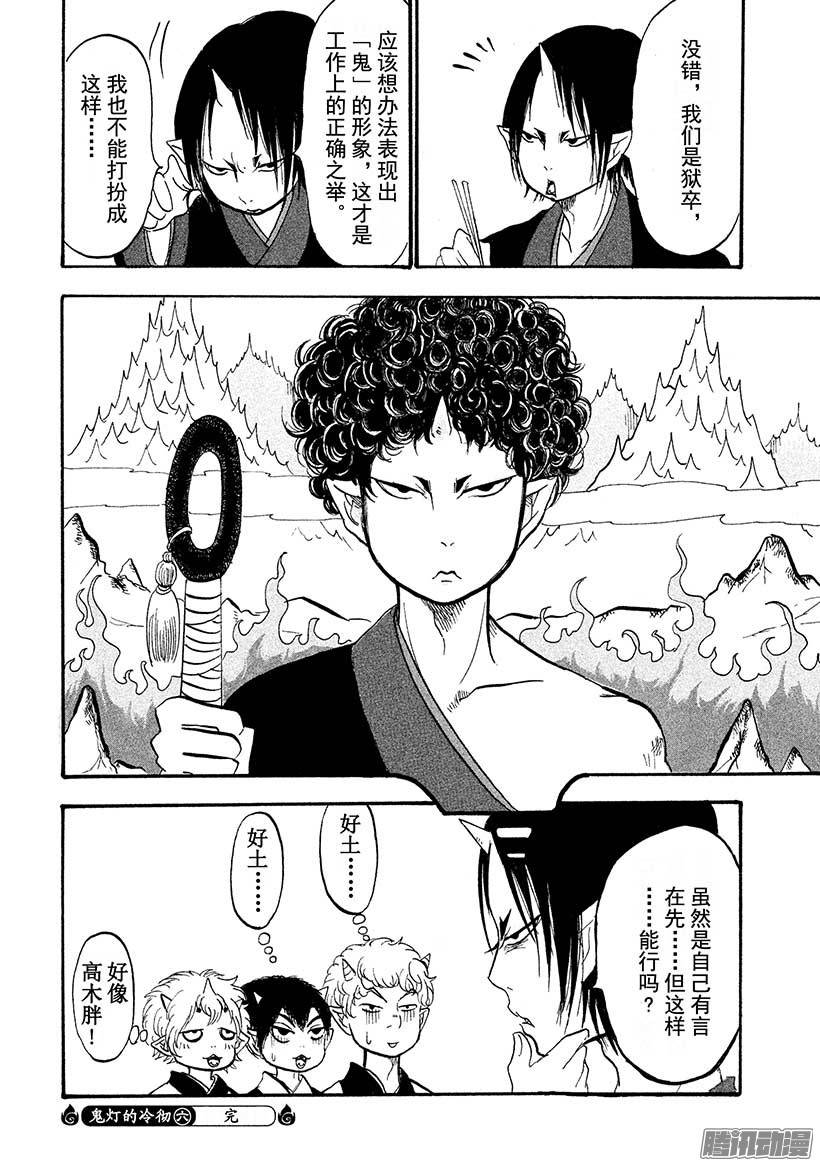 没错，我们是狱卒，
应该想办法表现出
「鬼」的形象，这才是
工作上的正确之举。
我也不能打扮成
这样……
虽然是自己有言
在先……但这样
……能行吗？
好土……
好土……
好像
高木胖！
鬼灯的冷彻 六 完
腾讯动漫